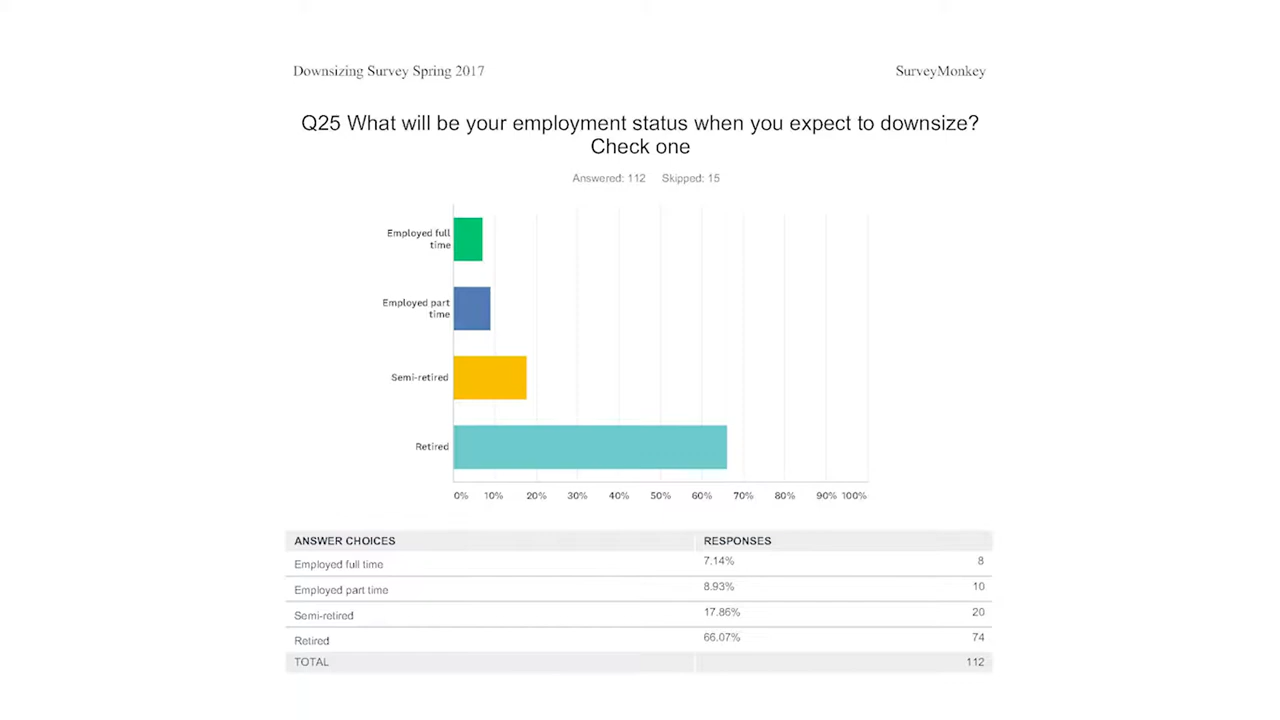 Downsizing Survey Spring 2017 SurveyMonkey
Q25 What will be your employment status when you expect to downsize?
Check one
Answered: 112 Skipped: 15
Employed full
time
Employed part
time
Semi-retired
Retired
0% 10% 20% 30% 40% 50% 60% 70% 80% 90% 100%
ANSWER CHOICES RESPONSES
Employed full time 7.14% 8
Employed part time 8.93% 10
Semi-retired 17.86% 20
Retired 66.07% 74
TOTAL 112